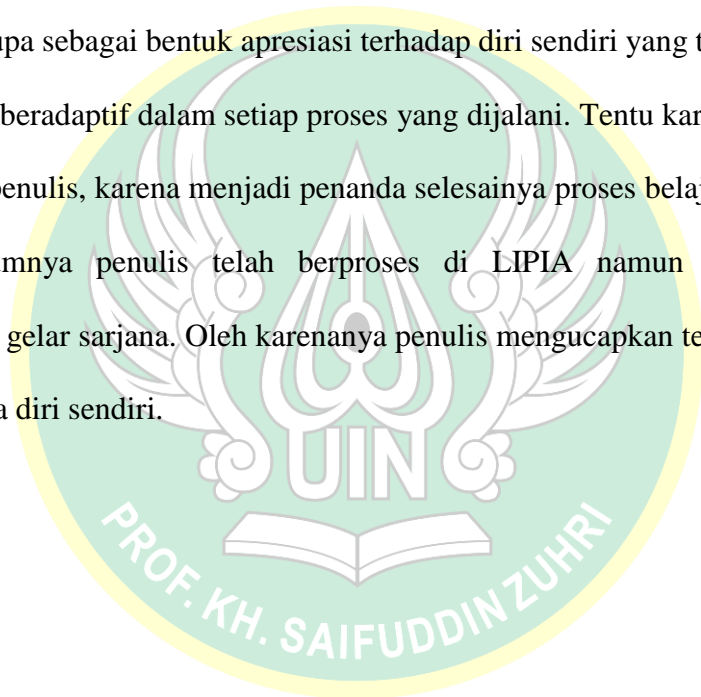 upa sebagai bentuk apresiasi terhadap diri sendiri yang t
beradaptif dalam setiap proses yang dijalani. Tentu kar
penulis, karena menjadi penanda selesainya proses belaj
umnya penulis telah berproses di LIPIA namun
gelar sarjana. Oleh karenanya penulis mengucapkan te
a diri sendiri.
UIN
PROF. KH. SAIFUDDIN ZUHRI